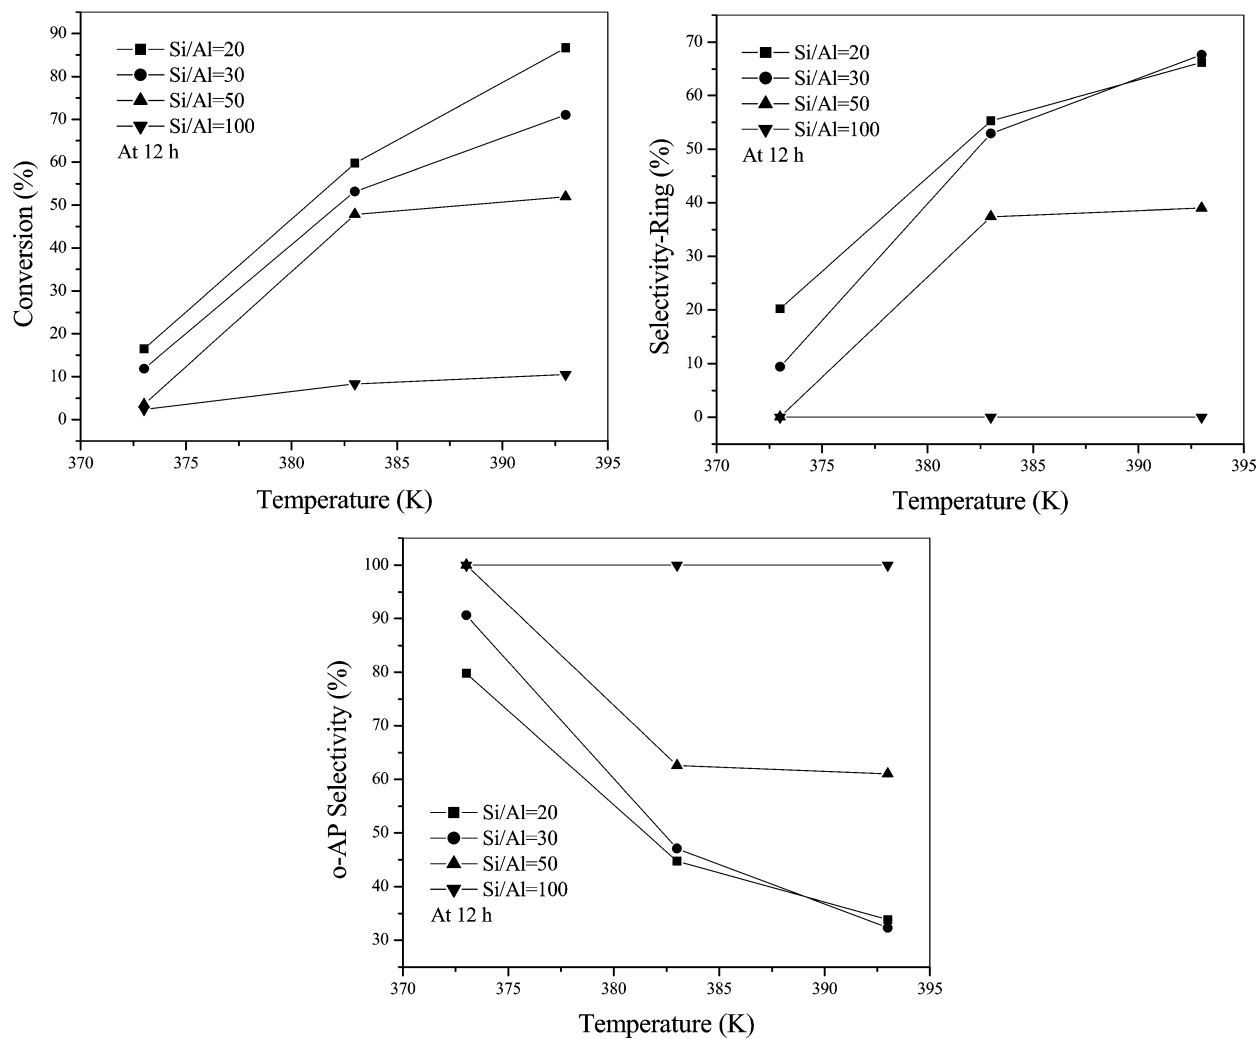 90
80
70
60
50
40
30
20
10
0
Conversion (%)
Si/Al=20
Si/Al=30
Si/Al=50
Si/Al=100
At 12 h
370
375
380
385
390
395
Temperature (K)
70
60
50
40
30
20
10
0
Selectivity-Ring (%)
Si/Al=20
Si/Al=30
Si/Al=50
Si/Al=100
At 12 h
370
375
380
385
390
395
Temperature (K)
100
90
80
70
60
50
40
30
o-AP Selectivity (%)
Si/Al=20
Si/Al=30
Si/Al=50
Si/Al=100
At 12 h
370
375
380
385
390
395
Temperature (K)